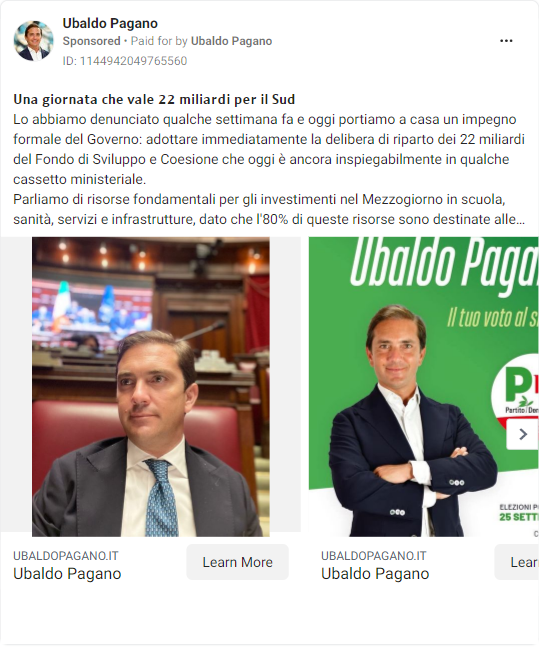 Ubaldo Pagano
Sponsored • Paid for by Ubaldo Pagano
ID: 1144942049765560
Una giornata che vale 22 miliardi per il Sud
Lo abbiamo denunciato qualche settimana fa e oggi portiamo a casa un impegno
formale del Governo: adottare immediatamente la delibera di riparto dei 22 miliardi
del Fondo di Sviluppo e Coesione che oggi è ancora inspiegabilmente in qualche
cassetto ministeriale.
Parliamo di risorse fondamentali per gli investimenti nel Mezzogiorno in scuola,
sanità, servizi e infrastrutture, dato che l'80% di queste risorse sono destinate alle...
Ubaldo Paga
Il tuo voto al s
P
Partito Der
ELEZIONI P
25 SETT
UBALDOPAGANO.IT
Ubaldo Pagano
Learn More
UBALDOPAGANO.IT
Ubaldo Pagano
Lear